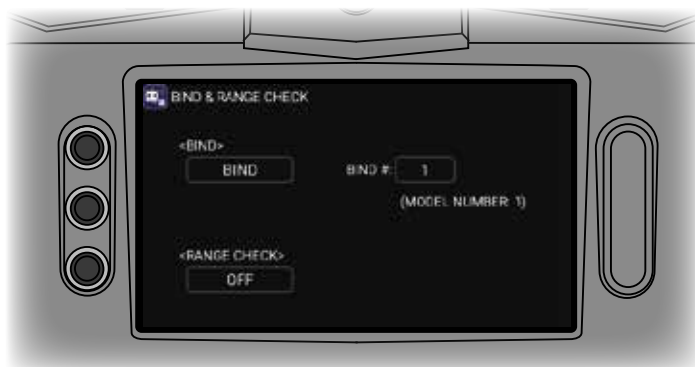 BIND & RANGE CHECK
<BIND>
BIND
BIND #: 1
(MODEL NUMBER 1)
<RANGE CHECK>
OFF